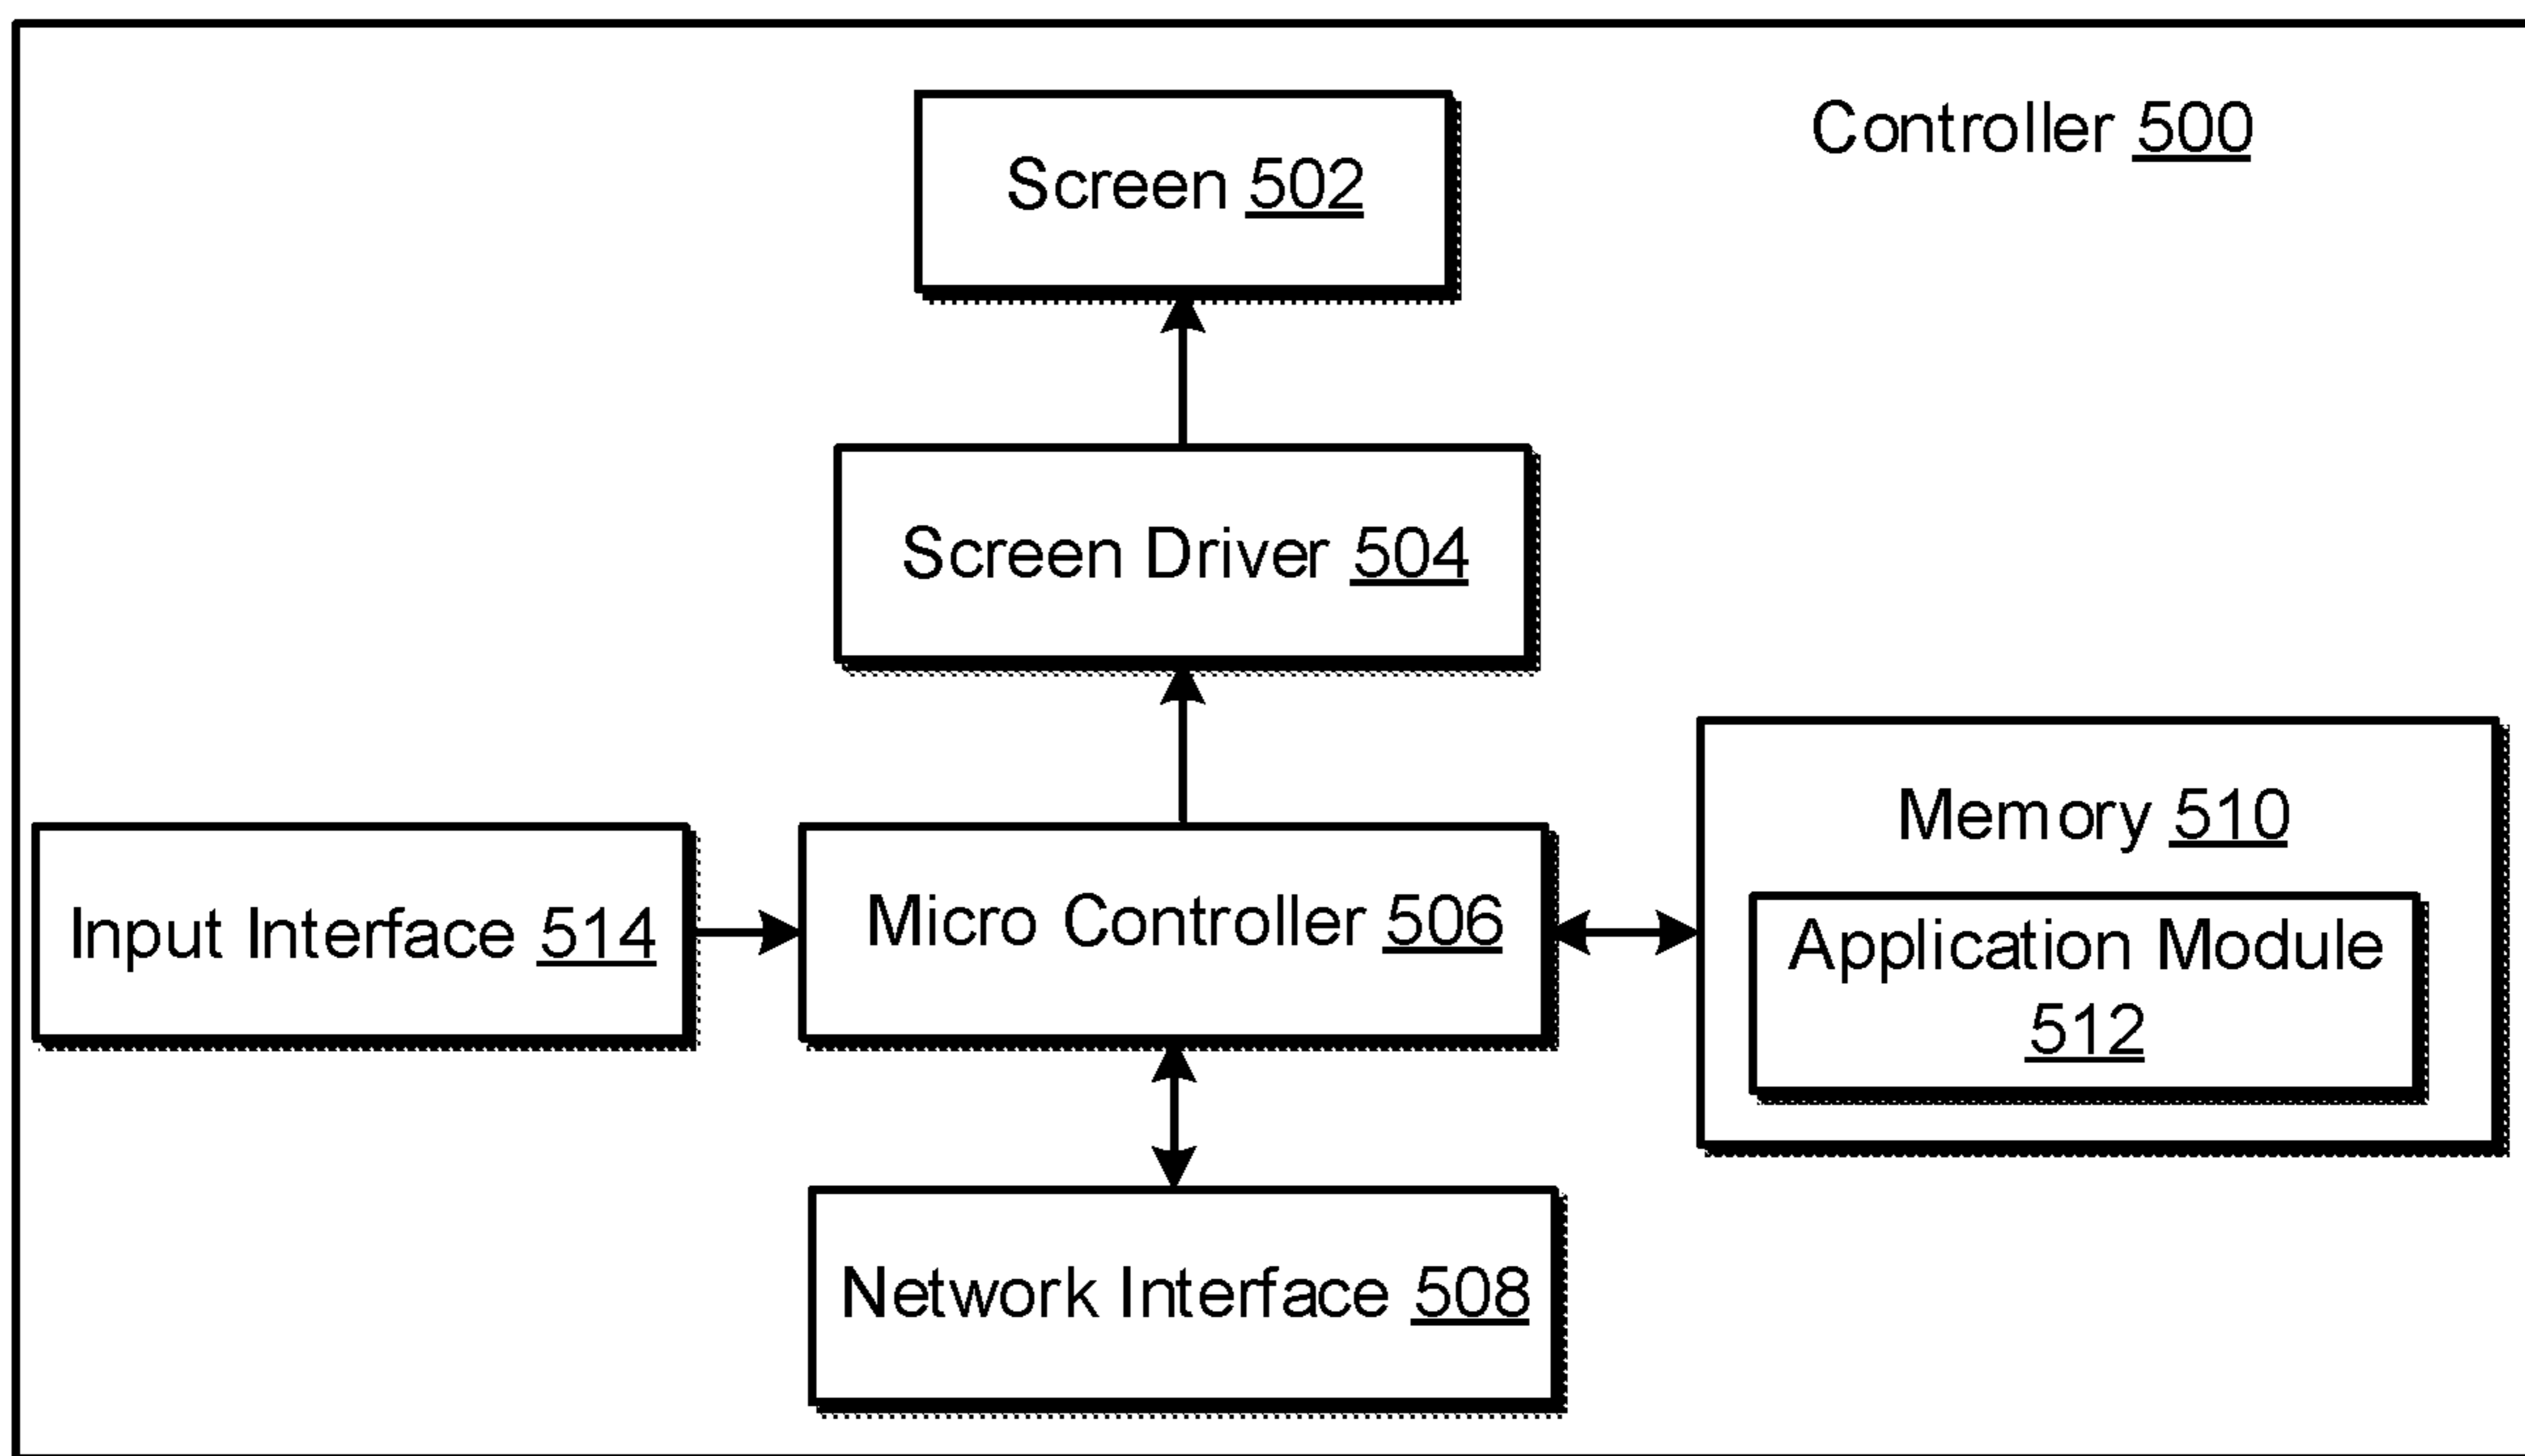 Controller 500
Screen 502
Screen Driver 504
Memory 510
Input Interface 514
Micro Controller 506
Application Module
512
Network Interface 508